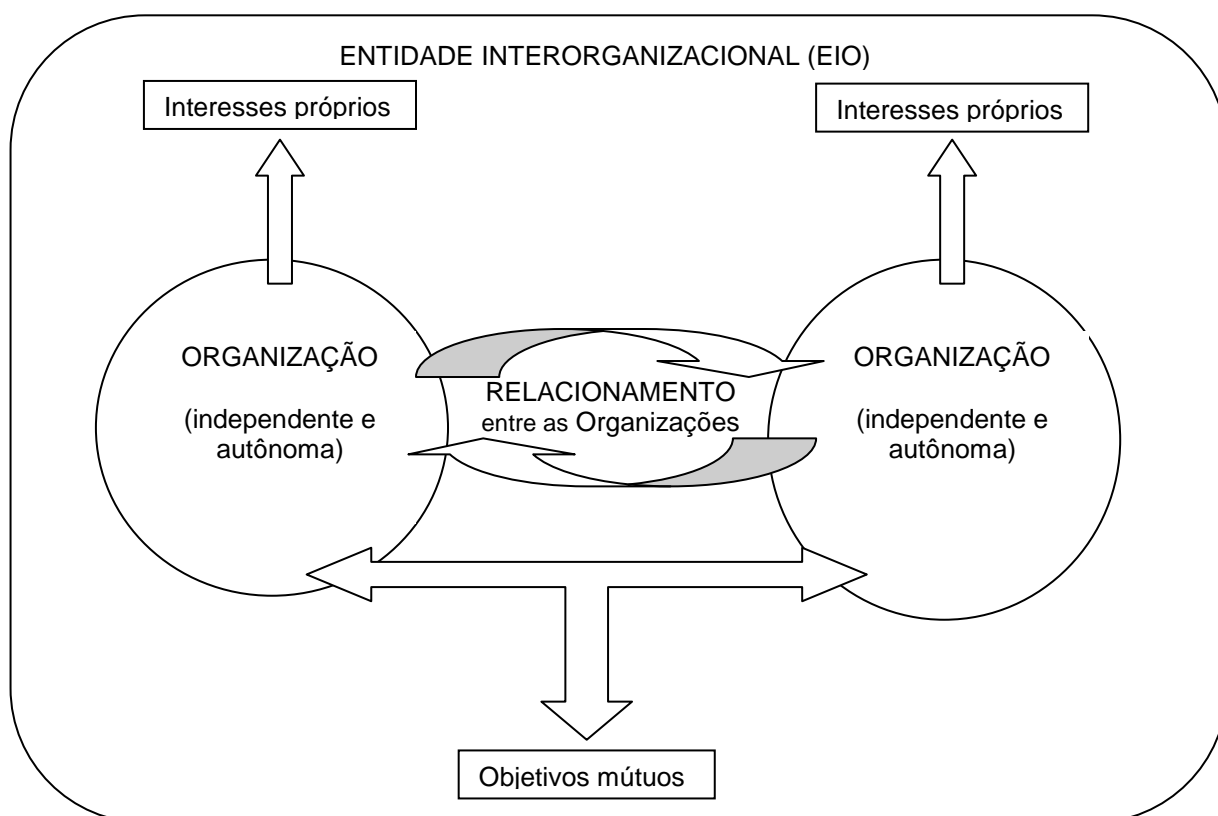 ENTIDADE INTERORGANIZACIONAL (EIO)
Interesses próprios
Interesses próprios
ORGANIZAÇÃO
(independente e
autônoma)
RELACIONAMENTO
entre as Organizações
ORGANIZAÇÃO
(independente e
autônoma)
Objetivos mútuos